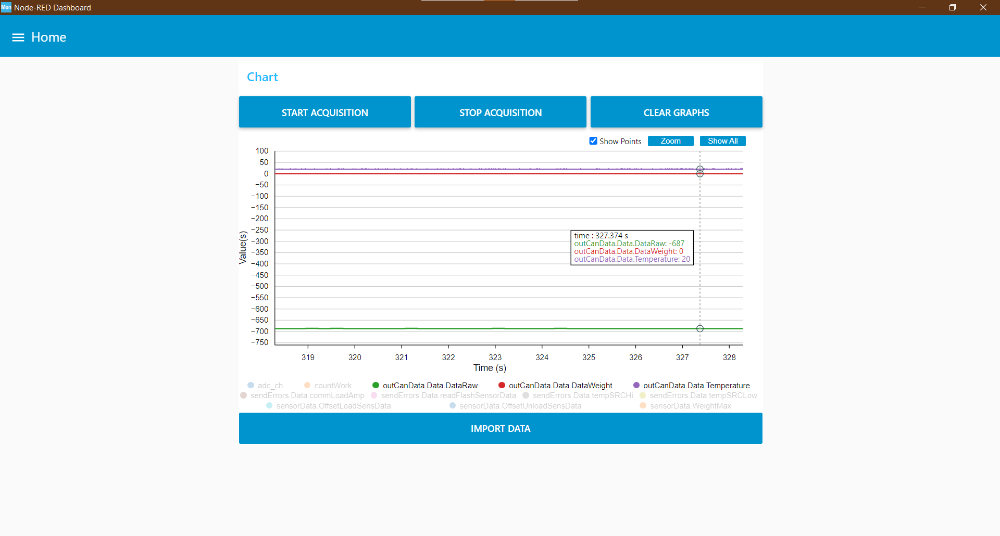 Mon Node-RED Dashboard
Home
Chart
START ACQUISITION STOP ACQUISITION CLEAR GRAPHS
Show Points Zoom Show All
100
50
0
−50
−100
−150
−200
−250
−300
−350
−400
−450
−500
−550
−600
−650
−700
−750
Value(s)
time : 327.374 s
outCanData.Data.DataRaw: -687
outCanData.Data.DataWeight: 0
outCanData.Data.Temperature: 20
319 320 321 322 323 324 325 326 327 328
Time (s)
adc_ch countWork outCanData.Data.DataRaw outCanData.Data.DataWeight outCanData.Data.Temperature
sendErrors.Data.commLoadAmp sendErrors.Data.readFlashSensorData sendErrors.Data.tempSRCHi sendErrors.Data.tempSRCLow
sensorData.OffsetLoadSensData sensorData.OffsetUnloadSensData sensorData.WeightMax
IMPORT DATA